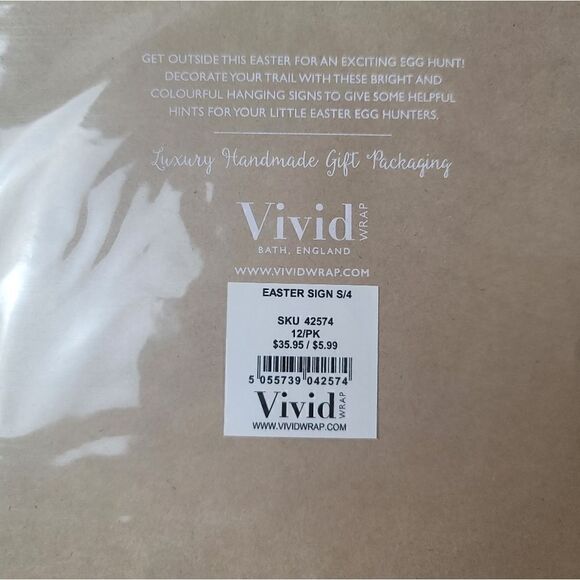 GET OUTSIDE THIS EASTER FOR AN EXCITING EGG HUNT!
DECORATE YOUR TRAIL WITH THESE BRIGHT AND
COLOURFUL HANGING SIGNS TO GIVE SOME HELPFUL
HINTS FOR YOUR LITTLE EASTER EGG HUNTERS.
Luxury Handmade Gift Packaging
Vivid WRAP
BATH, ENGLAND
WWW.VIVIDWRAP.COM
EASTER SIGN S/4
SKU 42574
12/PK
$35.95 / $5.99
5 055739 042574
Vivid WRAP
WWW.VIVIDWRAP.COM